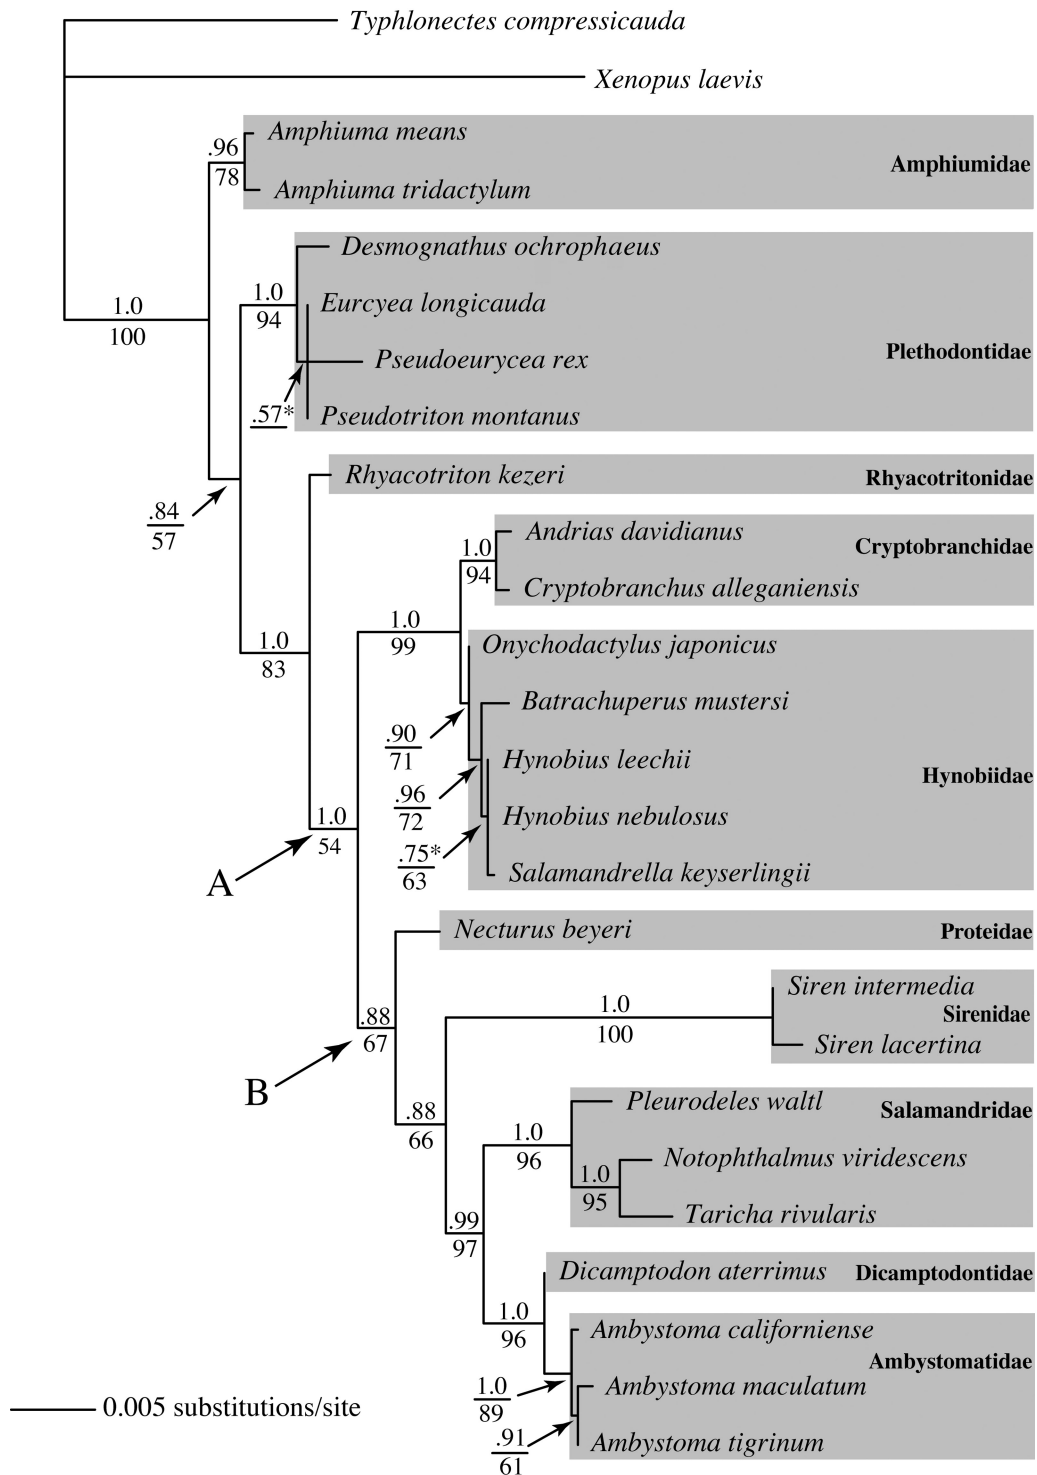 Typhlonectes compressicauda
Xenopus laevis
Amphiuma means
.96
78
Amphiumidae
Amphiuma tridactylum
Desmognathus ochrophaeus
1.0
94
Eurcyea longicauda
1.0
100
Plethodontidae
Pseudoeurycea rex
.57*
Pseudotriton montanus
Rhyacotriton kezeri
Rhyacotritonidae
.84
57
Andrias davidianus
1.0
94
Cryptobranchidae
Cryptobranchus alleganiensis
1.0
99
1.0
83
Onychodactylus japonicus
Batrachuperus mustersi
.90
71
Hynobius leechii
Hynobiidae
.96
72
Hynobius nebulosus
1.0
54
.75*
63
Salamandrella keyserlingii
A
Necturus beyeri
Proteidae
Siren intermedia
1.0
100
Sirenidae
.88
67
Siren lacertina
B
Pleurodeles waltl
Salamandridae
.88
66
1.0
96
Notophthalmus viridescens
1.0
95
Taricha rivularis
.99
97
Dicamptodon aterrimus
Dicamptodontidae
1.0
96
Ambystoma californiense
Ambystomatidae
1.0
89
Ambystoma maculatum
0.005 substitutions/site
.91
61
Ambystoma tigrinum